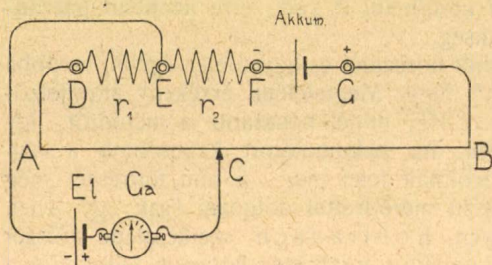 Akkum.
- +
D E F G
r₁ r₂
A C B
El Ga
- +